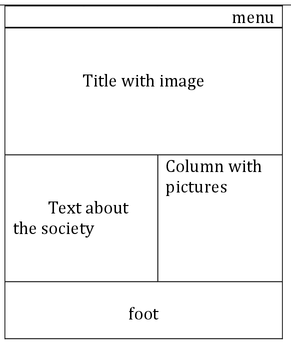 menu
Title with image
Column with
pictures
Text about
the society
foot